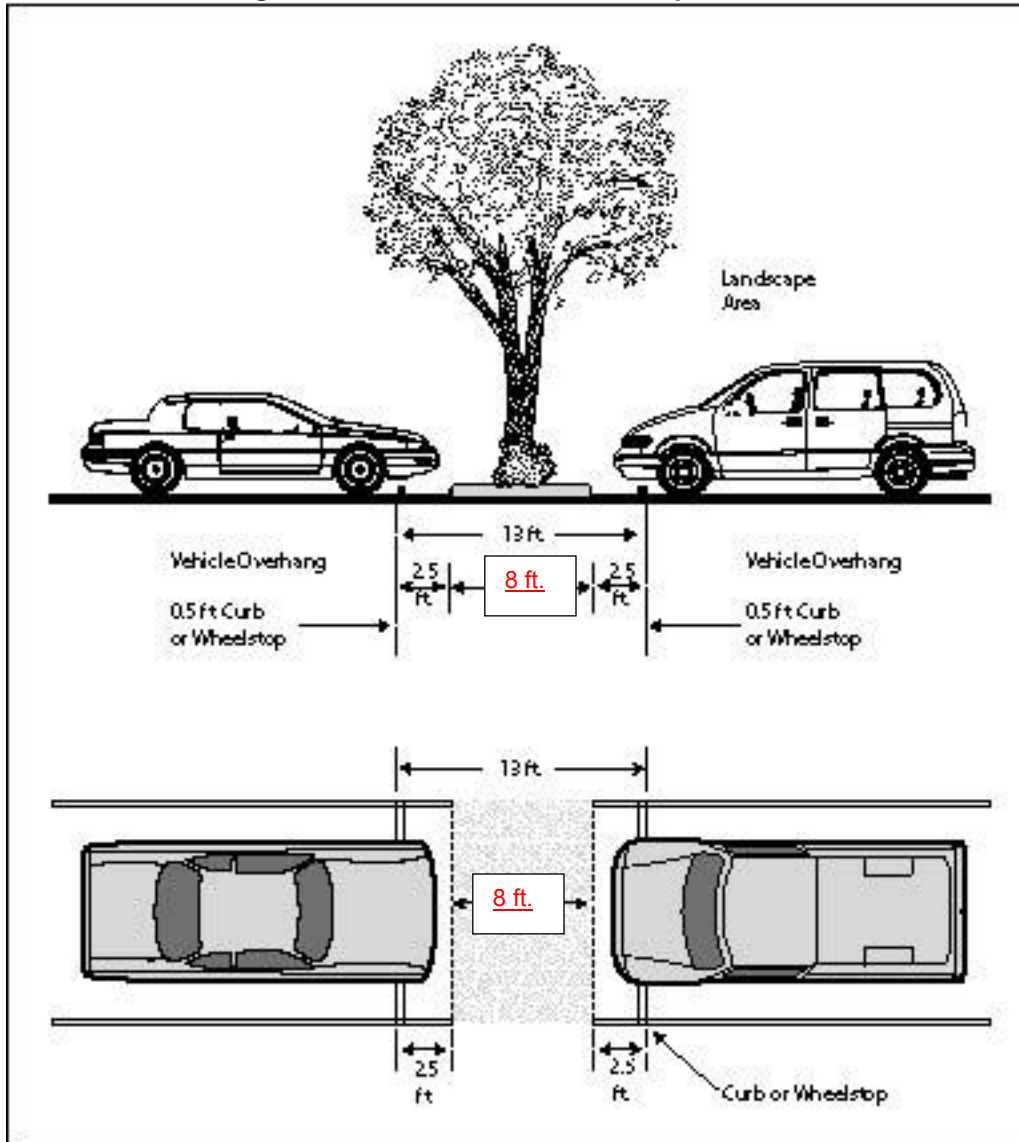 Landscape
Area
13 ft.
Vehicle Overhang
2.5
ft
8 ft.
2.5
ft
Vehicle Overhang
0.5 ft Curb
or Wheelstop
0.5 ft Curb
or Wheelstop
13 ft.
8 ft.
2.5
ft
2.5
ft
Curb or Wheelstop